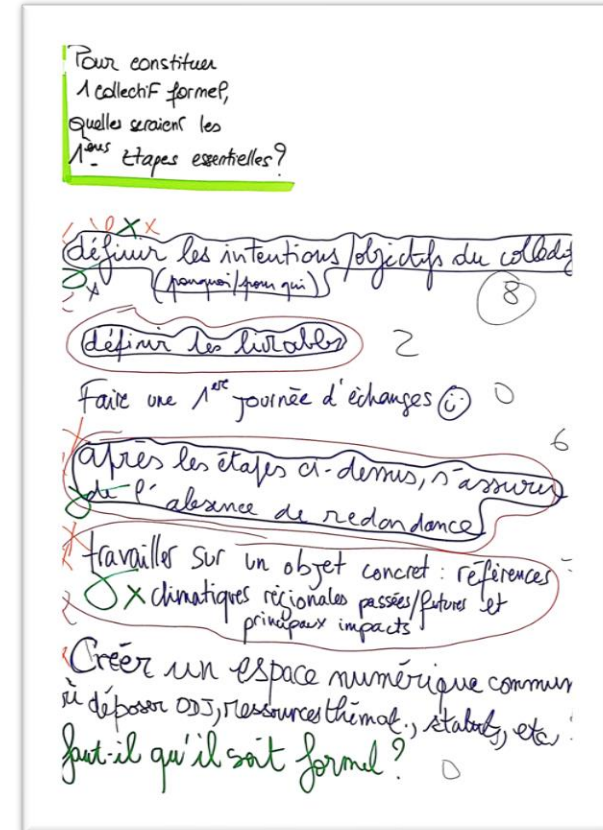 Pour constituer
1 collectif formel,
quelles seraient les
1ères étapes essentielles ?
définir les intentions/objectifs du collectif
(pourquoi/pour qui)
8
définir les livrables 2
Faire une 1ère journée d'échanges 0
6
après les étapes ci-dessus, s'assurer
de l'absence de redondance
travailler sur un objet concret : références
climatiques régionales passées/futures et
principaux impacts
Créer un espace numérique commun
où déposer ODJ, ressources thémat., statuts, etc.
faut-il qu'il soit formel ? 0